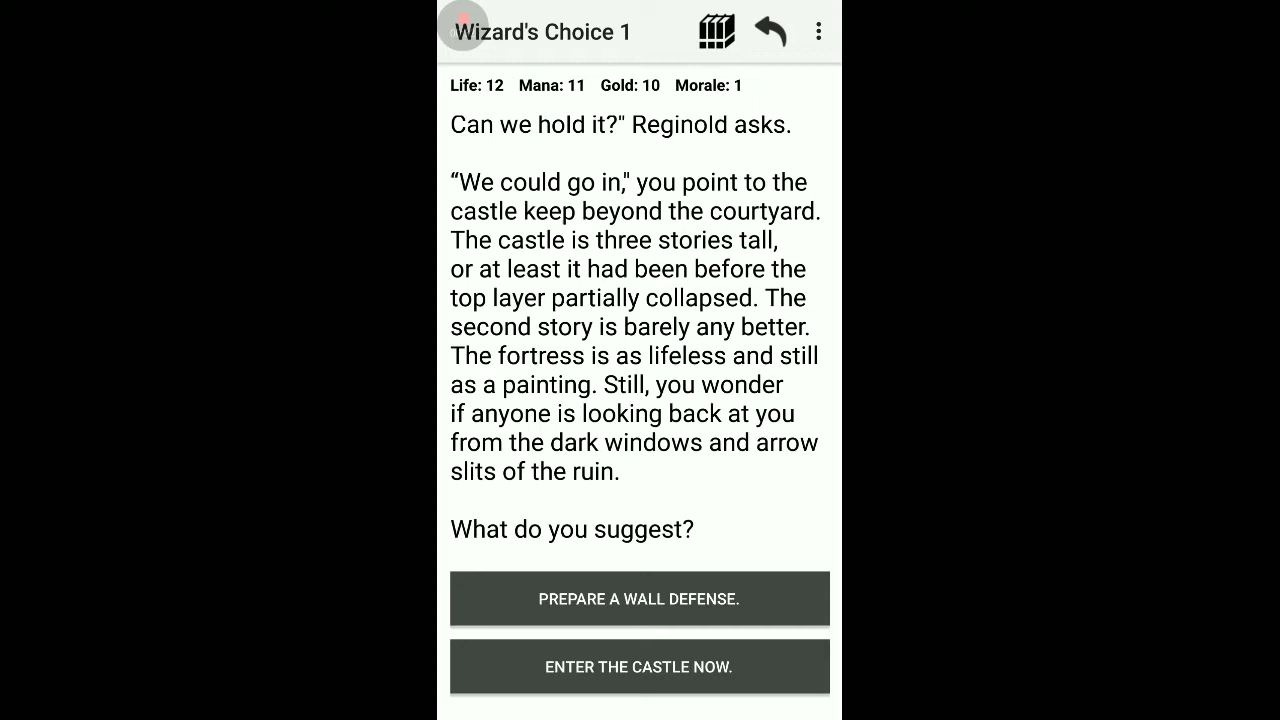 Wizard's Choice 1
Life: 12 Mana: 11 Gold: 10 Morale: 1
Can we hold it?" Reginold asks.
“We could go in," you point to the
castle keep beyond the courtyard.
The castle is three stories tall,
or at least it had been before the
top layer partially collapsed. The
second story is barely any better.
The fortress is as lifeless and still
as a painting. Still, you wonder
if anyone is looking back at you
from the dark windows and arrow
slits of the ruin.
What do you suggest?
PREPARE A WALL DEFENSE.
ENTER THE CASTLE NOW.